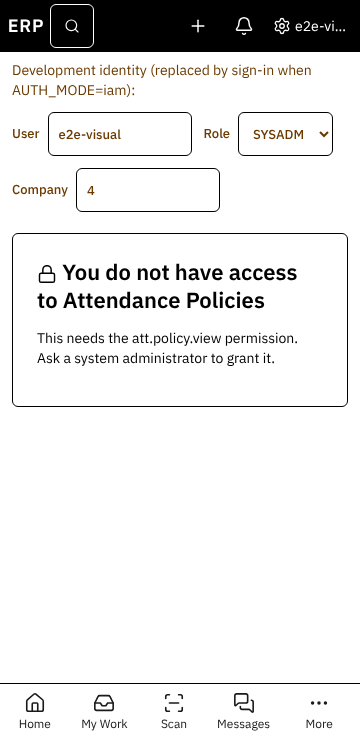 ERP
e2e-vi...
Development identity (replaced by sign-in when
AUTH_MODE=iam):
User e2e-visual Role SYSADM
Company 4
You do not have access
to Attendance Policies
This needs the att.policy.view permission.
Ask a system administrator to grant it.
Home My Work Scan Messages More